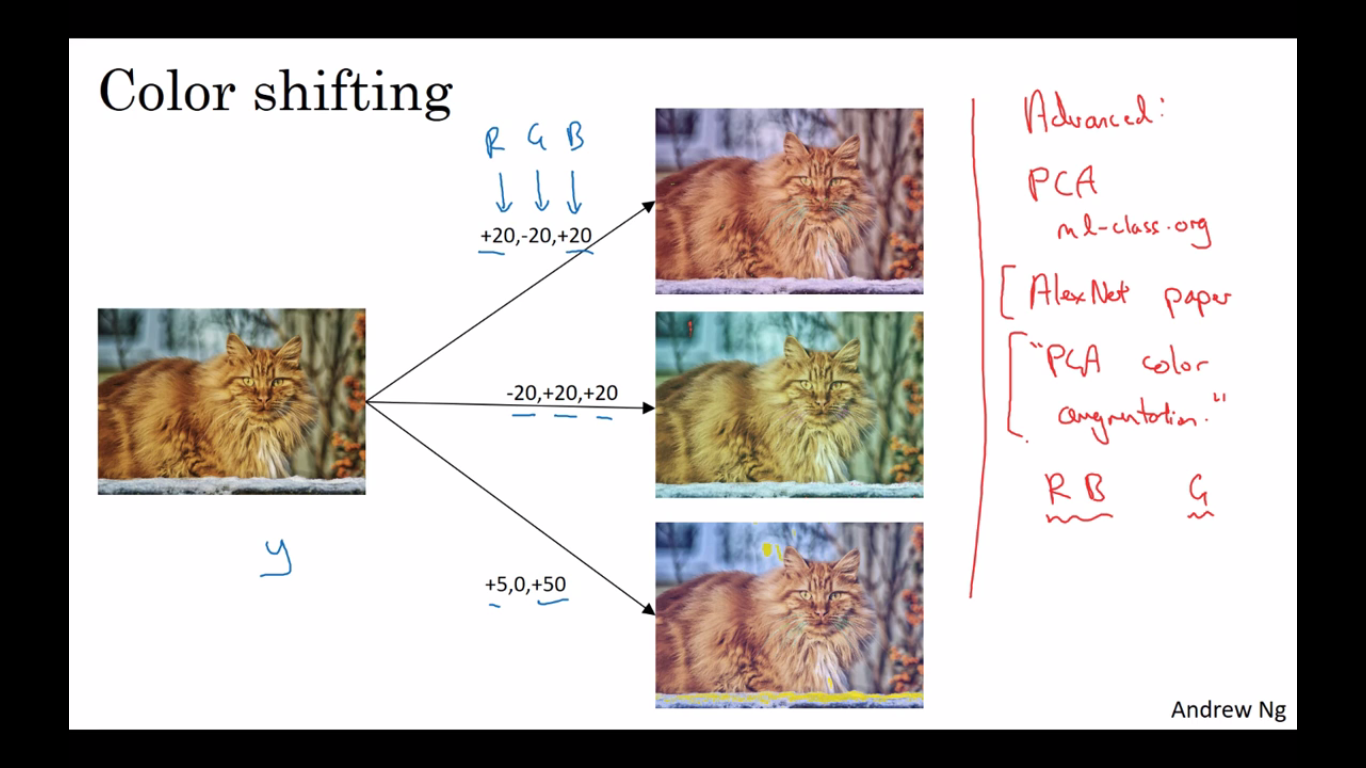 Color shifting
R G B
+20,-20,+20
-20,+20,+20
+5,0,+50
y
Advanced:
PCA
ml-class.org
[AlexNet paper
["PCA color
augmentation."
R B G
Andrew Ng